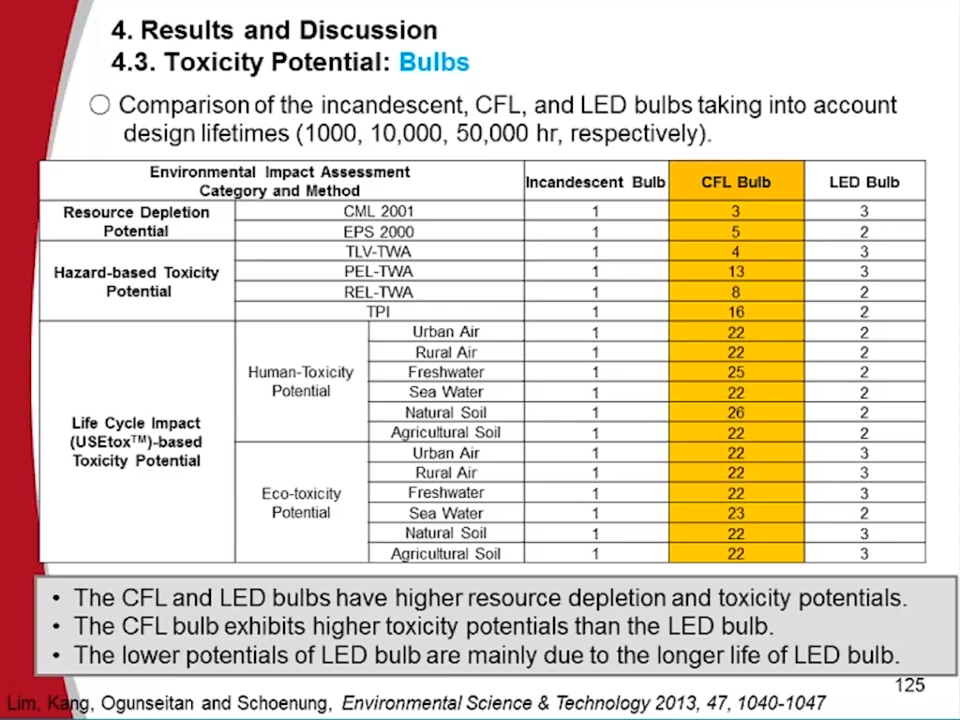 4. Results and Discussion
4.3. Toxicity Potential: Bulbs
○ Comparison of the incandescent, CFL, and LED bulbs taking into account
design lifetimes (1000, 10,000, 50,000 hr, respectively).
Environmental Impact Assessment
Category and Method
Incandescent Bulb
CFL Bulb
LED Bulb
Resource Depletion
Potential
CML 2001 1 3 3
EPS 2000 1 5 2
Hazard-based Toxicity
Potential
TLV-TWA 1 4 3
PEL-TWA 1 13 3
REL-TWA 1 8 2
TPI 1 16 2
Life Cycle Impact
(USEtox™)-based
Toxicity Potential
Human-Toxicity
Potential
Urban Air 1 22 2
Rural Air 1 22 2
Freshwater 1 25 2
Sea Water 1 22 2
Natural Soil 1 26 2
Agricultural Soil 1 22 2
Eco-toxicity
Potential
Urban Air 1 22 3
Rural Air 1 22 3
Freshwater 1 22 3
Sea Water 1 23 2
Natural Soil 1 22 3
Agricultural Soil 1 22 3
• The CFL and LED bulbs have higher resource depletion and toxicity potentials.
• The CFL bulb exhibits higher toxicity potentials than the LED bulb.
• The lower potentials of LED bulb are mainly due to the longer life of LED bulb.
125
Lim, Kang, Ogunseitan and Schoenung, Environmental Science & Technology 2013, 47, 1040-1047